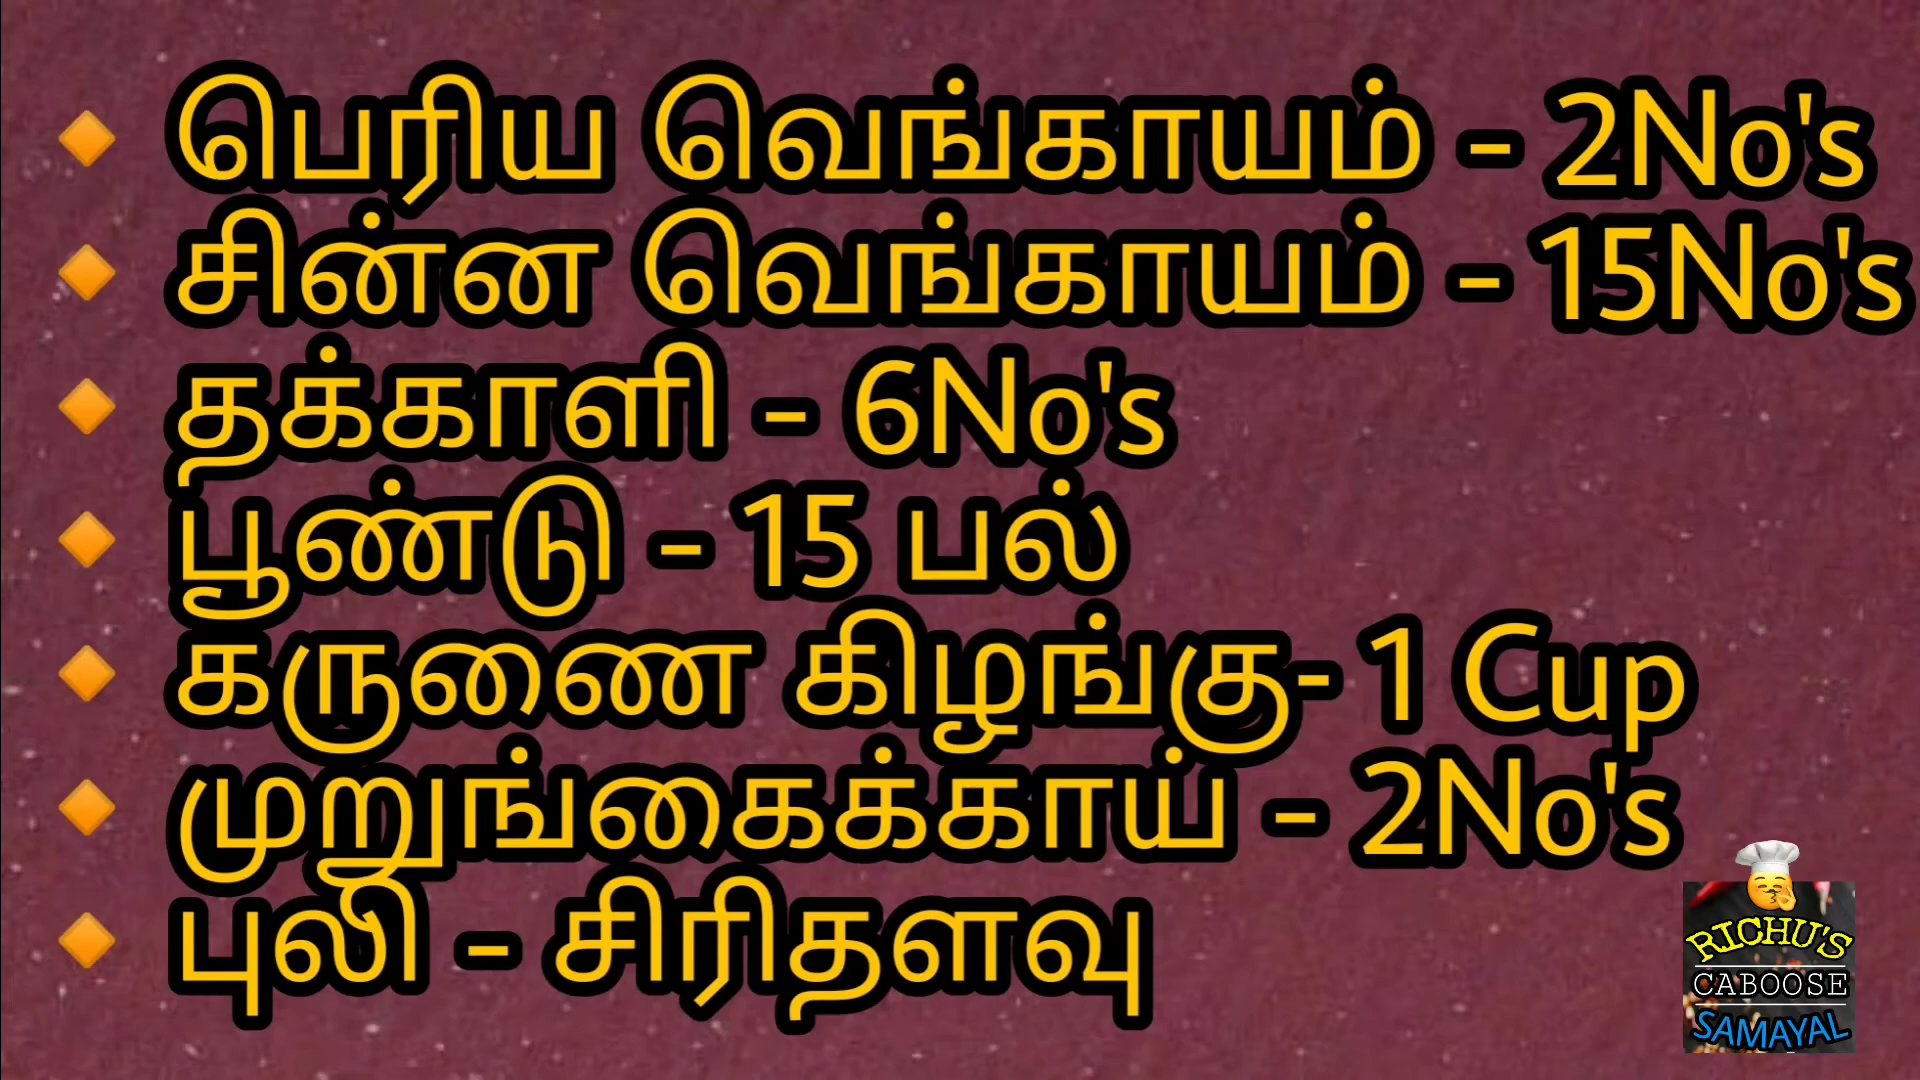 🔸 பெரிய வெங்காயம் - 2No's
🔸 சின்ன வெங்காயம் - 15No's
🔸 தக்காளி - 6No's
🔸 பூண்டு - 15 பல்
🔸 கருணை கிழங்கு- 1 Cup
🔸 முறுங்கைக்காய் - 2No's
🔸 புலி - சிரிதளவு
RICHU'S
CABOOSE
SAMAYAL